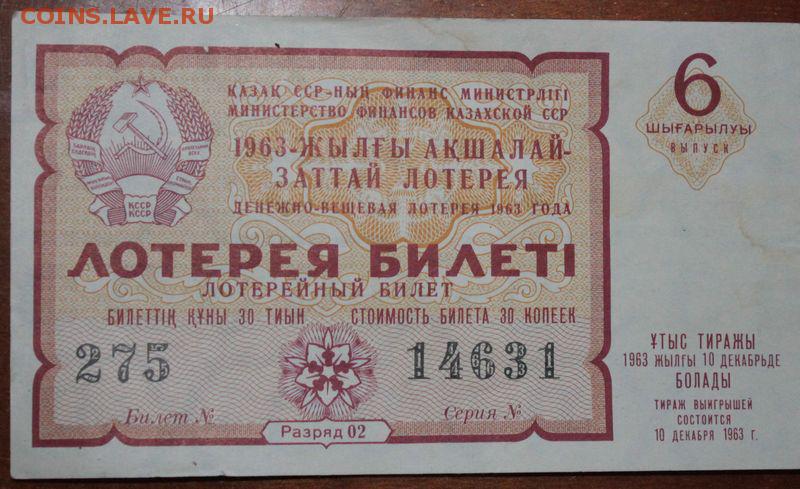 COINS.LAVE.RU
ҚАЗАҚ ССР-НЫҢ ФИНАНС МИНИСТРЛІГІ
МИНИСТЕРСТВО ФИНАНСОВ КАЗАХСКОЙ ССР
1963-ЖЫЛҒЫ АҚШАЛАЙ-
ЗАТТАЙ ЛОТЕРЕЯ
ДЕНЕЖНО-ВЕЩЕВАЯ ЛОТЕРЕЯ 1963 ГОДА
ҚССР
КССР
ЛОТЕРЕЯ БИЛЕТІ
ЛОТЕРЕЙНЫЙ БИЛЕТ
БИЛЕТТІҢ ҚҰНЫ 30 ТИЫН СТОИМОСТЬ БИЛЕТА 30 КОПЕЕК
275 14631
Билет № Серия №
Разряд 02
6
ШЫҒАРЫЛУЫ
ВЫПУСК
ҰТЫС ТИРАЖЫ
1963 ЖЫЛҒЫ 10 ДЕКАБРЬДЕ
БОЛАДЫ
ТИРАЖ ВЫИГРЫШЕЙ
СОСТОИТСЯ
10 ДЕКАБРЯ 1963 Г.